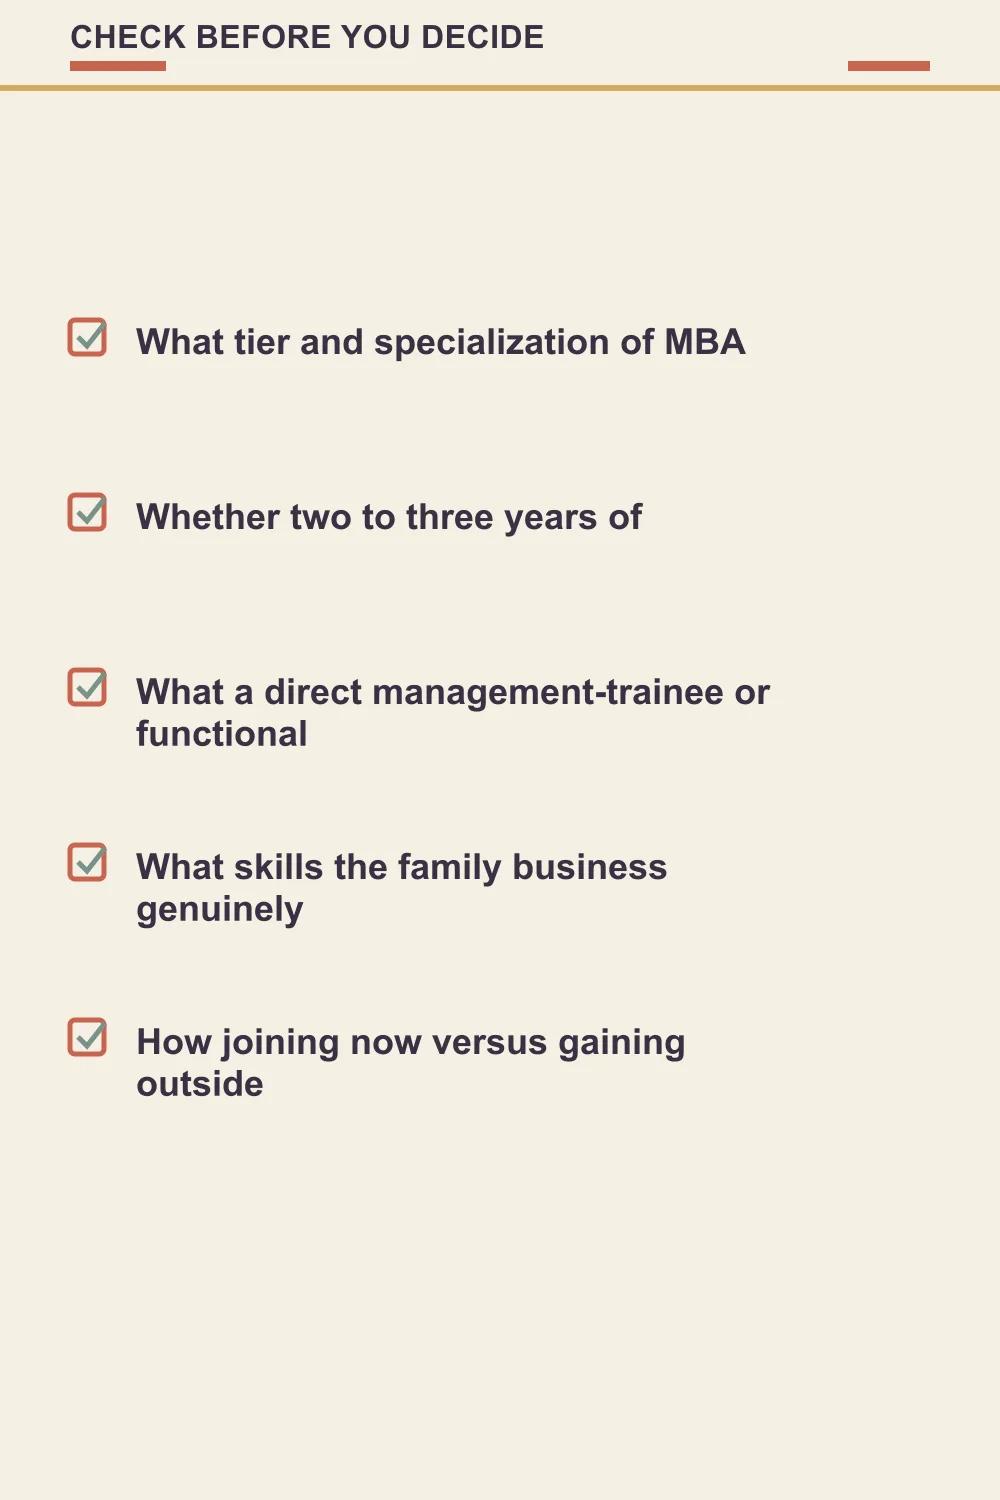 CHECK BEFORE YOU DECIDE
What tier and specialization of MBA
Whether two to three years of
What a direct management-trainee or
functional
What skills the family business
genuinely
How joining now versus gaining
outside